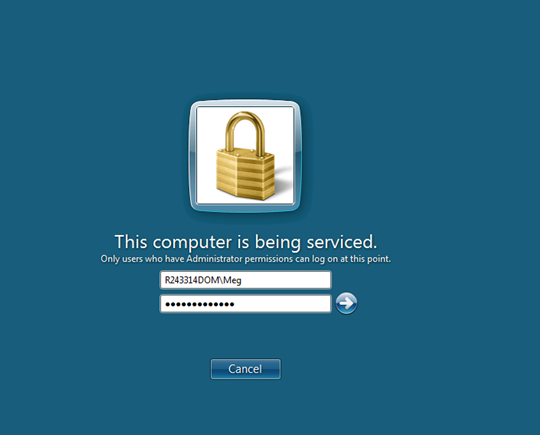 This computer is being serviced.
Only users who have Administrator permissions can log on at this point.
R243314DOM\Meg
●●●●●●●●●●●●●
Cancel